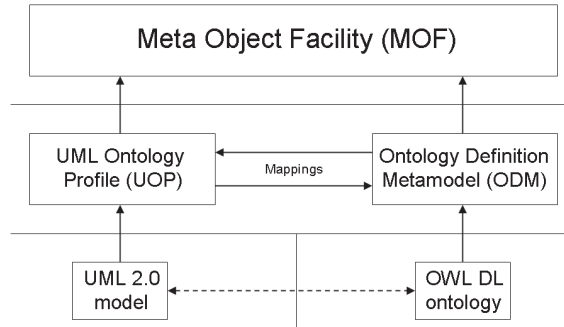 Meta Object Facility (MOF)
UML Ontology
Profile (UOP)
Mappings
Ontology Definition
Metamodel (ODM)
UML 2.0
model
OWL DL
ontology